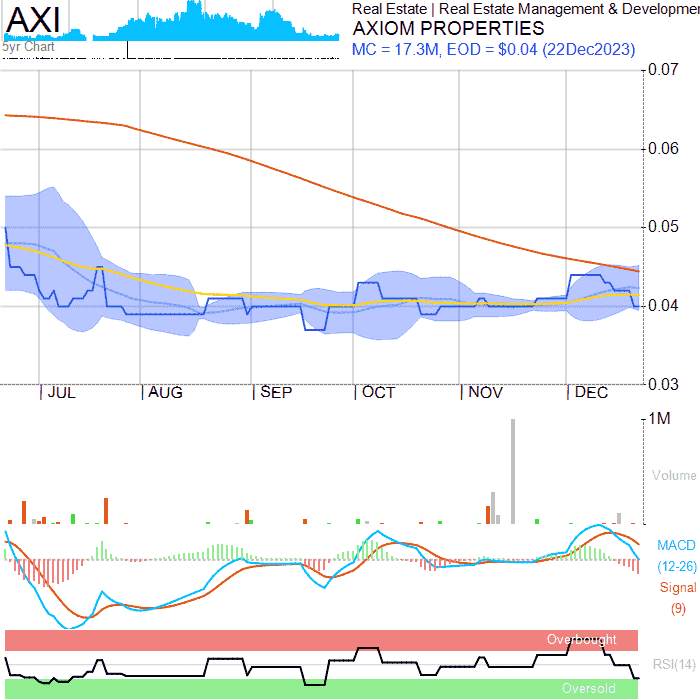 AXI
Real Estate | Real Estate Management & Developmen
AXIOM PROPERTIES
5yr Chart
MC = 17.3M, EOD = $0.04 (22Dec2023)
0.07
0.06
0.05
0.04
0.03
JUL AUG SEP OCT NOV DEC
1M
Volume
MACD
(12-26)
Signal
(9)
Overbought
RSI(14)
Oversold